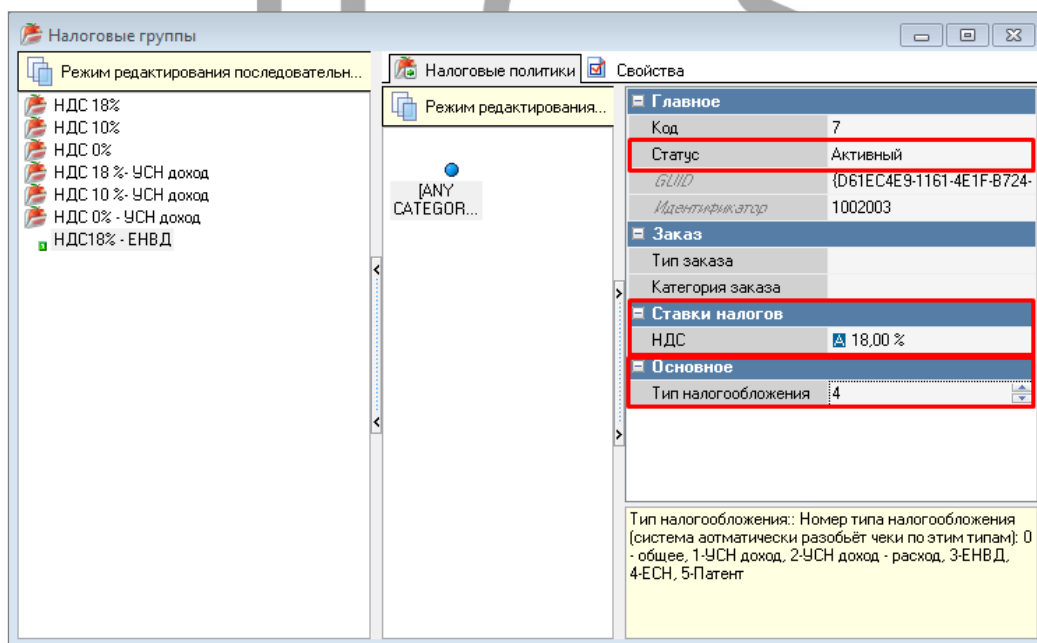 Налоговые группы
Режим редактирования последовательн...
НДС 18%
НДС 10%
НДС 0%
НДС 18 %- УСН доход
НДС 10 %- УСН доход
НДС 0% - УСН доход
НДС18% - ЕНВД
Налоговые политики
Свойства
Режим редактирования...
[ANY
CATEGOR...
Главное
Код 7
Статус Активный
GUID {D61EC4E9-1161-4E1F-B724-
Идентификатор 1002003
Заказ
Тип заказа
Категория заказа
Ставки налогов
НДС A 18,00 %
Основное
Тип налогообложения 4
Тип налогообложения:: Номер типа налогообложения
(система аотматически разобьёт чеки по этим типам): 0
- общее, 1-УСН доход, 2-УСН доход - расход, 3-ЕНВД,
4-ЕСН, 5-Патент